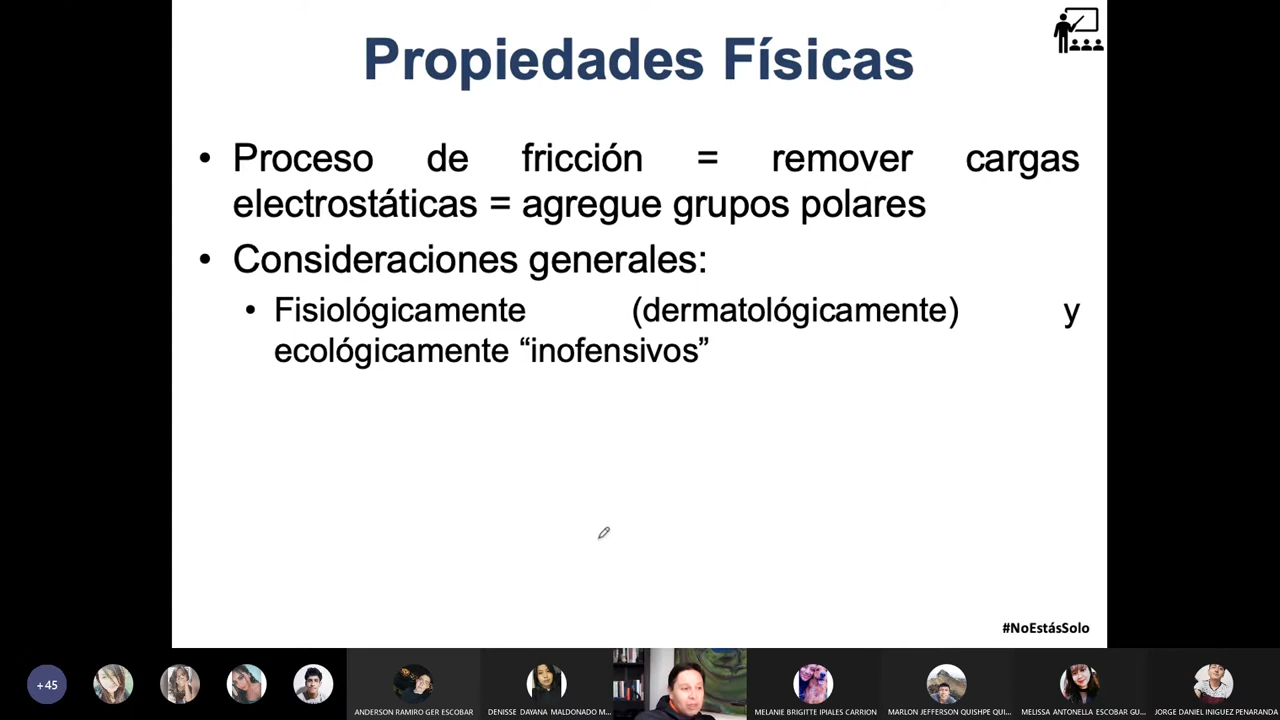 Propiedades Físicas
• Proceso de fricción = remover cargas
electrostáticas = agregue grupos polares
• Consideraciones generales:
• Fisiológicamente (dermatológicamente) y
ecológicamente “inofensivos”
#NoEstásSolo
+45
ANDERSON RAMIRO GER ESCOBAR
DENISSE DAYANA MALDONADO M...
MELANIE BRIGITTE IPIALES CARRION
MARLON JEFFERSON QUISHPE QUI...
MELISSA ANTONELLA ESCOBAR GU...
JORGE DANIEL INIGUEZ PENARANDA